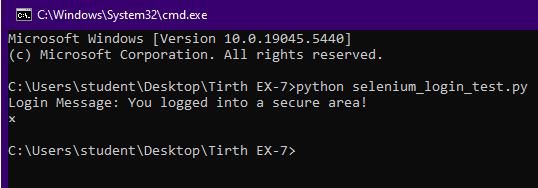 C:\Windows\System32\cmd.exe
Microsoft Windows [Version 10.0.19045.5440]
(c) Microsoft Corporation. All rights reserved.
C:\Users\student\Desktop\Tirth EX-7>python selenium_login_test.py
Login Message: You logged into a secure area!
x
C:\Users\student\Desktop\Tirth EX-7>